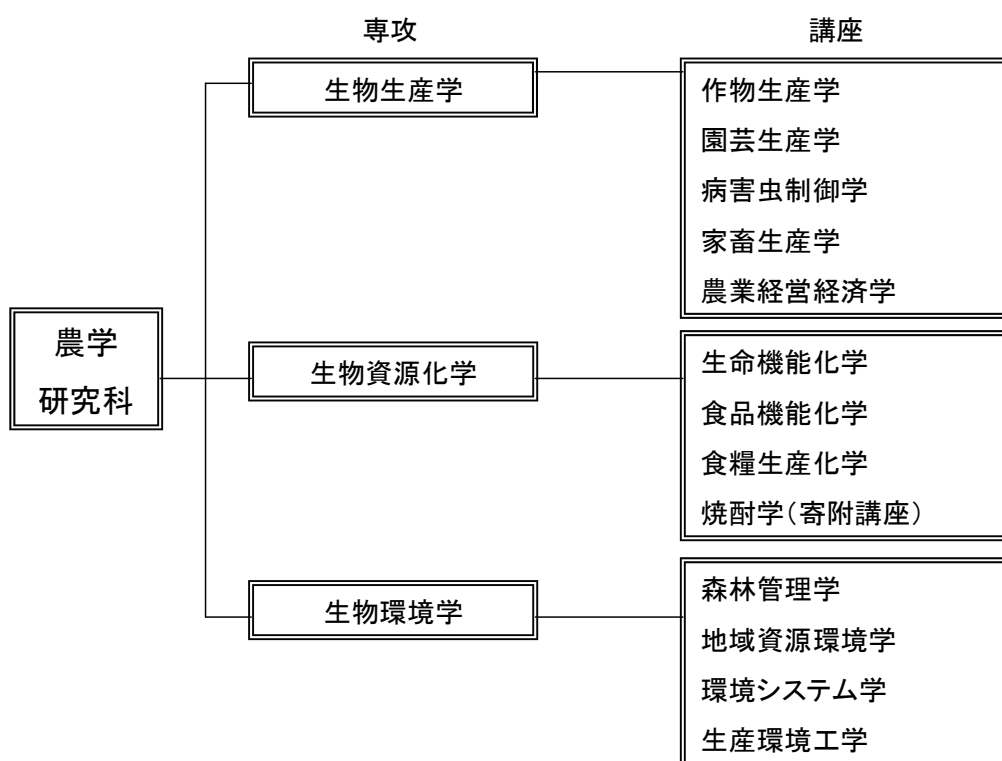 専攻
講座
農学
研究科
生物生産学
作物生産学
園芸生産学
病害虫制御学
家畜生産学
農業経営経済学
生物資源化学
生命機能化学
食品機能化学
食糧生産化学
焼酎学（寄附講座）
生物環境学
森林管理学
地域資源環境学
環境システム学
生産環境工学